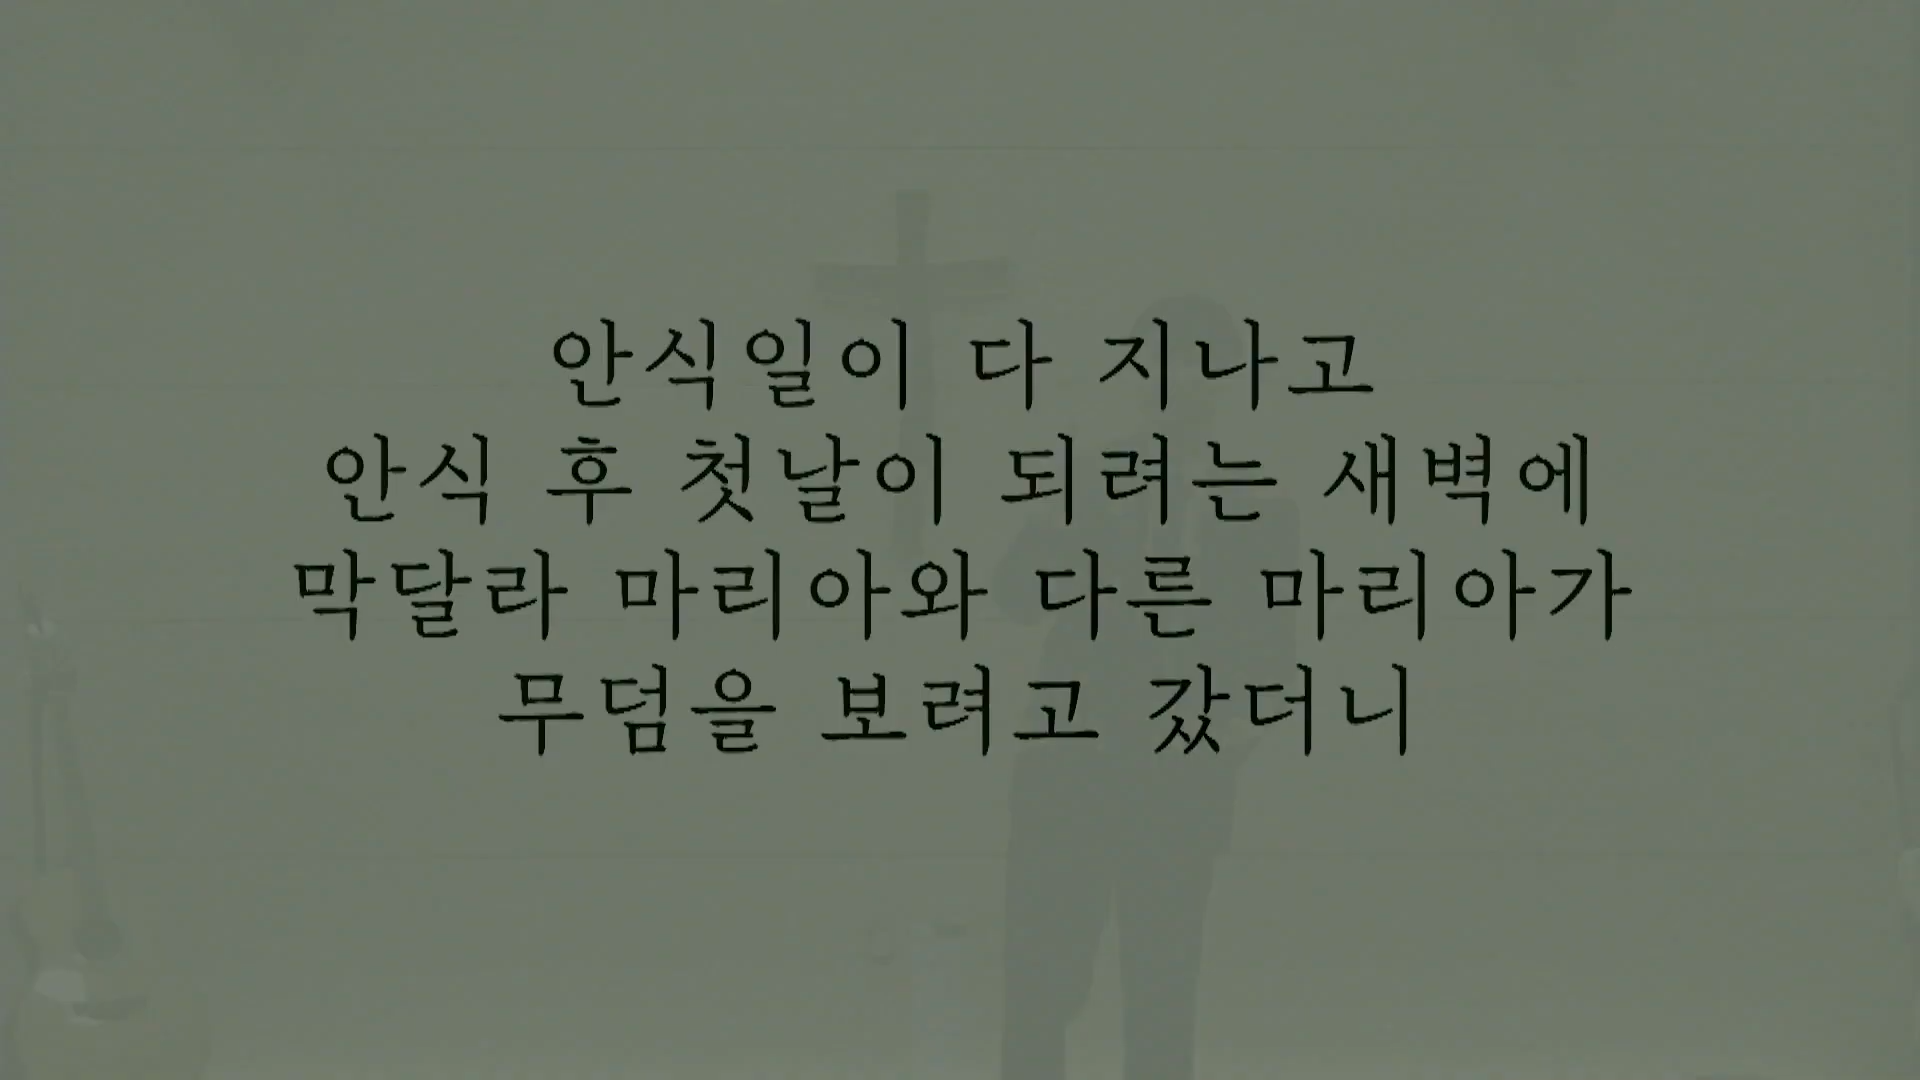 안식일이 다 지나고
안식 후 첫날이 되려는 새벽에
막달라 마리아와 다른 마리아가
무덤을 보려고 갔더니